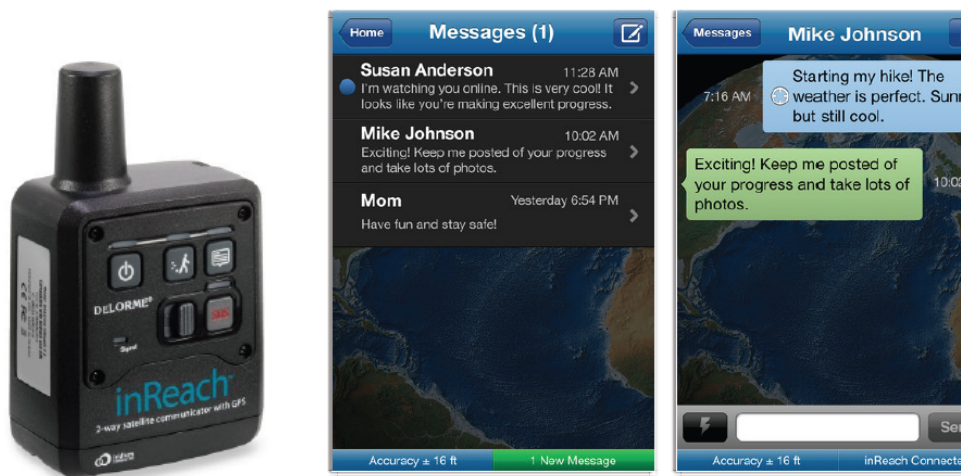 DELORME®
SOS
Signal
inReach™
2-way satellite communicator with GPS
Home
Messages (1)
Susan Anderson
11:28 AM
I'm watching you online. This is very cool! It
looks like you're making excellent progress.
Mike Johnson
10:02 AM
Exciting! Keep me posted of your progress
and take lots of photos.
Mom
Yesterday 6:54 PM
Have fun and stay safe!
Accuracy ± 16 ft
1 New Message
Messages
Mike Johnson
7:16 AM
Starting my hike! The
weather is perfect. Sunn
but still cool.
Exciting! Keep me posted of
your progress and take lots of
photos.
10:02
Sen
Accuracy ± 16 ft
inReach Connecte